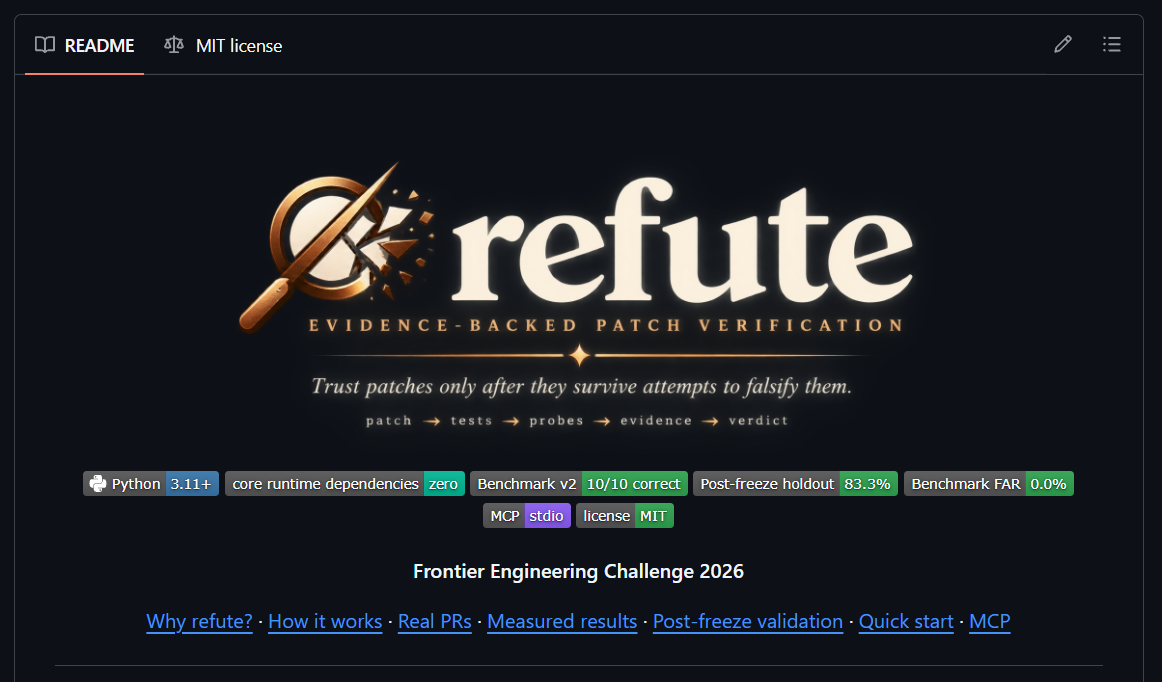 README MIT license
refute
EVIDENCE-BACKED PATCH VERIFICATION
Trust patches only after they survive attempts to falsify them.
patch → tests → probes → evidence → verdict
Python 3.11+ core runtime dependencies zero Benchmark v2 10/10 correct Post-freeze holdout 83.3% Benchmark FAR 0.0%
MCP stdio license MIT
Frontier Engineering Challenge 2026
Why refute? · How it works · Real PRs · Measured results · Post-freeze validation · Quick start · MCP